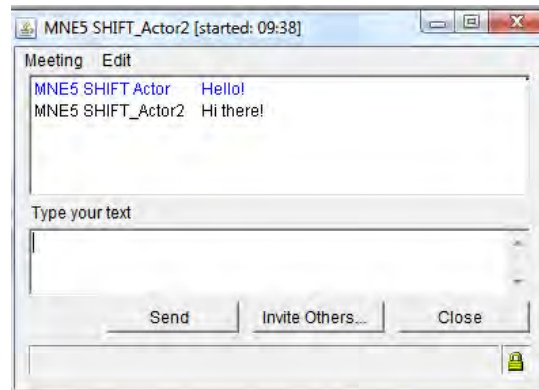 MNE5 SHIFT_Actor2 [started: 09:38]
Meeting Edit
MNE5 SHIFT Actor Hello!
MNE5 SHIFT_Actor2 Hi there!
Type your text
Send Invite Others... Close